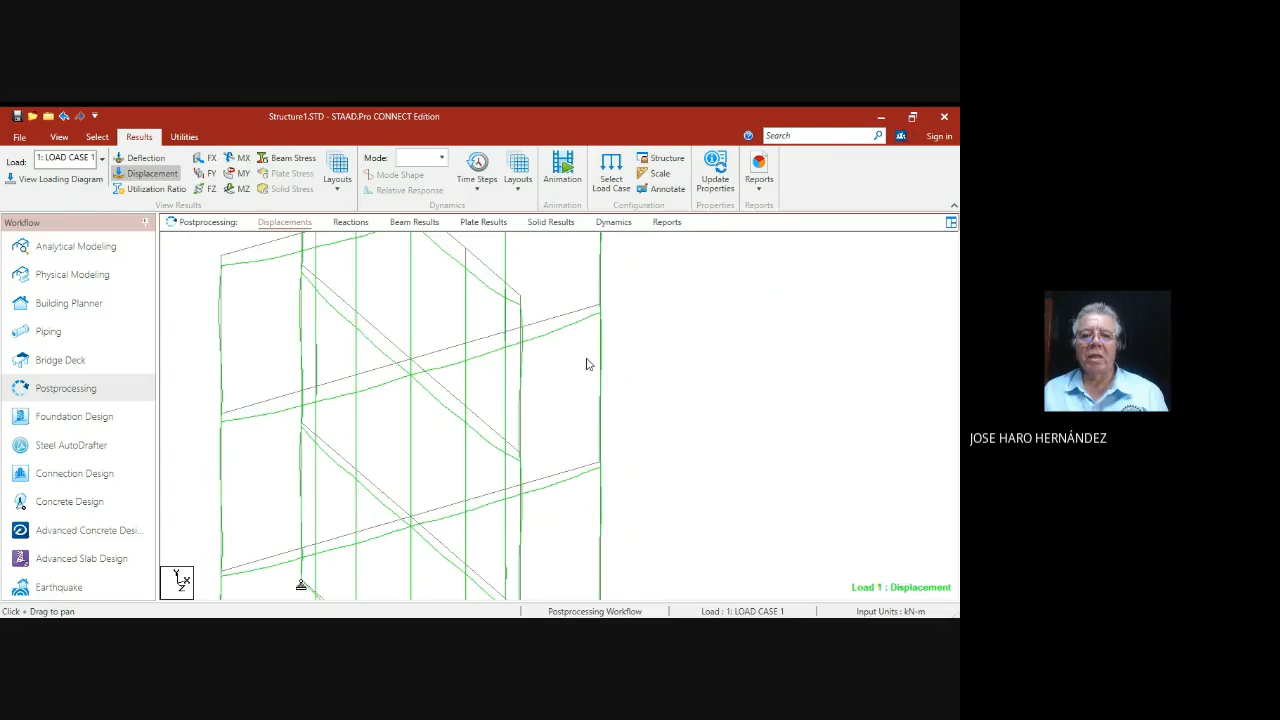 Structure1.STD - STAAD.Pro CONNECT Edition
File View Select Results Utilities Search Sign in
Load: 1: LOAD CASE 1
View Loading Diagram
Deflection
Displacement
Utilization Ratio
FX MX
FY MY
FZ MZ
Beam Stress
Plate Stress
Solid Stress
Layouts
View Results
Mode:
Mode Shape
Relative Response
Time Steps
Layouts
Dynamics
Animation
Animation
Select
Load Case
Structure
Scale
Annotate
Configuration
Update
Properties
Properties
Reports
Reports
Workflow
Postprocessing: Displacements Reactions Beam Results Plate Results Solid Results Dynamics Reports
Analytical Modeling
Physical Modeling
Building Planner
Piping
Bridge Deck
Postprocessing
Foundation Design
Steel AutoDrafter
Connection Design
Concrete Design
Advanced Concrete Desi...
Advanced Slab Design
Earthquake
Y
X
Z
Load 1 : Displacement
Click + Drag to pan
Postprocessing Workflow
Load : 1: LOAD CASE 1
Input Units : kN-m
JOSE HARO HERNÁNDEZ